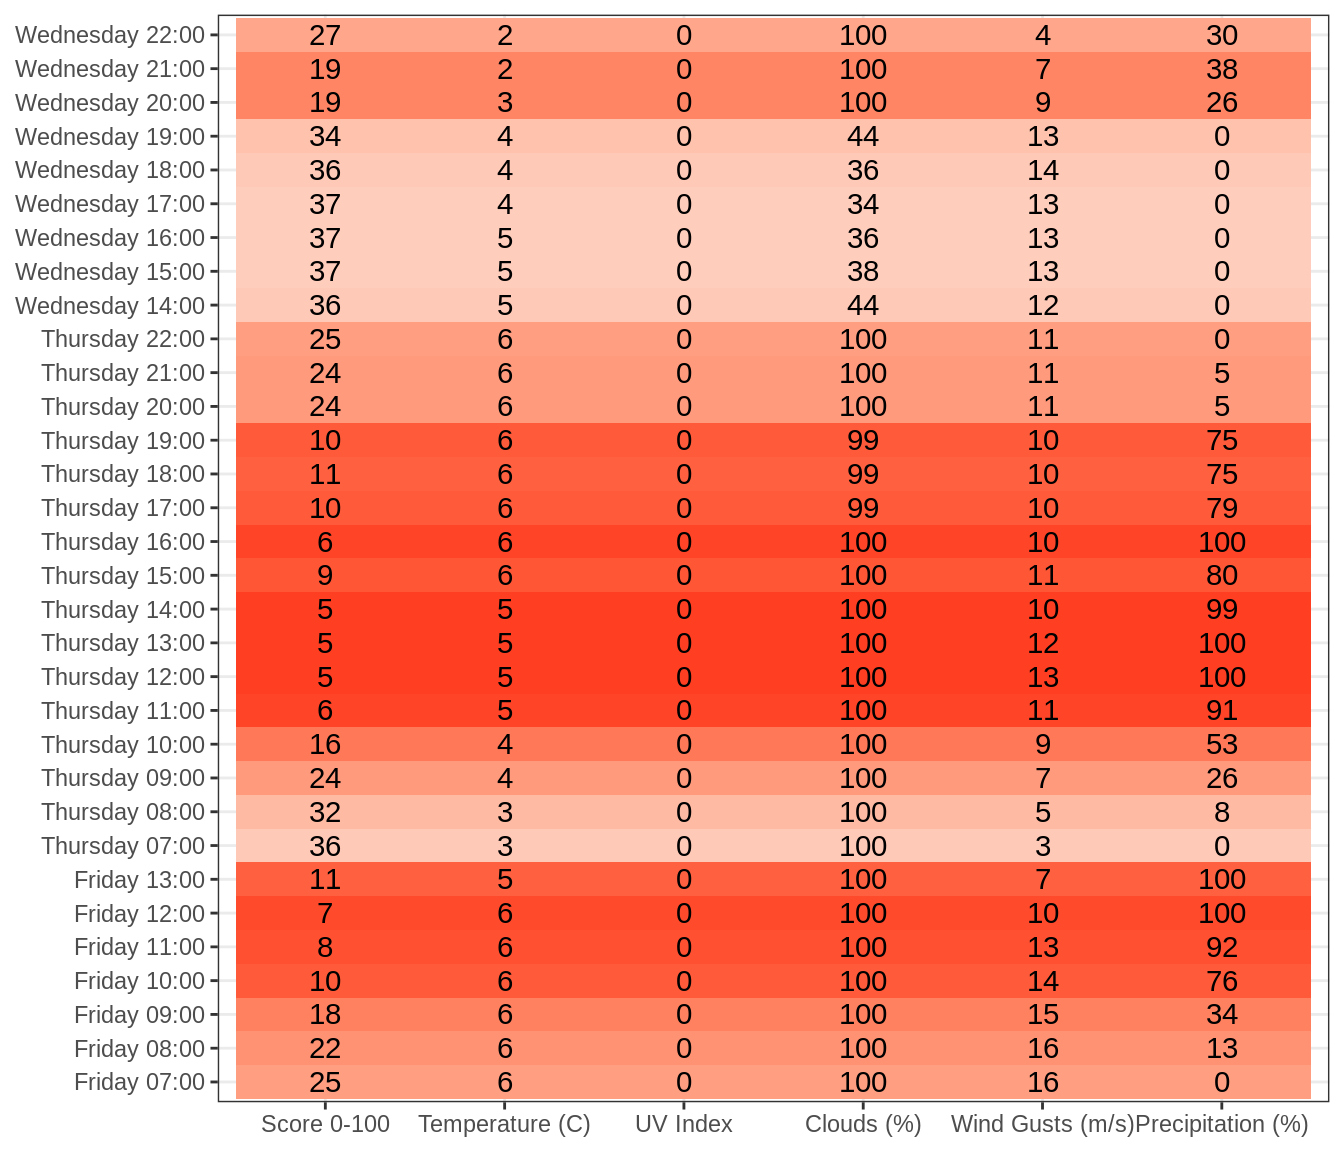 Wednesday 22:00 27 2 0 100 4 30
Wednesday 21:00 19 2 0 100 7 38
Wednesday 20:00 19 3 0 100 9 26
Wednesday 19:00 34 4 0 44 13 0
Wednesday 18:00 36 4 0 36 14 0
Wednesday 17:00 37 4 0 34 13 0
Wednesday 16:00 37 5 0 36 13 0
Wednesday 15:00 37 5 0 38 13 0
Wednesday 14:00 36 5 0 44 12 0
Thursday 22:00 25 6 0 100 11 0
Thursday 21:00 24 6 0 100 11 5
Thursday 20:00 24 6 0 100 11 5
Thursday 19:00 10 6 0 99 10 75
Thursday 18:00 11 6 0 99 10 75
Thursday 17:00 10 6 0 99 10 79
Thursday 16:00 6 6 0 100 10 100
Thursday 15:00 9 6 0 100 11 80
Thursday 14:00 5 5 0 100 10 99
Thursday 13:00 5 5 0 100 12 100
Thursday 12:00 5 5 0 100 13 100
Thursday 11:00 6 5 0 100 11 91
Thursday 10:00 16 4 0 100 9 53
Thursday 09:00 24 4 0 100 7 26
Thursday 08:00 32 3 0 100 5 8
Thursday 07:00 36 3 0 100 3 0
Friday 13:00 11 5 0 100 7 100
Friday 12:00 7 6 0 100 10 100
Friday 11:00 8 6 0 100 13 92
Friday 10:00 10 6 0 100 14 76
Friday 09:00 18 6 0 100 15 34
Friday 08:00 22 6 0 100 16 13
Friday 07:00 25 6 0 100 16 0
Score 0-100 Temperature (C) UV Index Clouds (%) Wind Gusts (m/s) Precipitation (%)